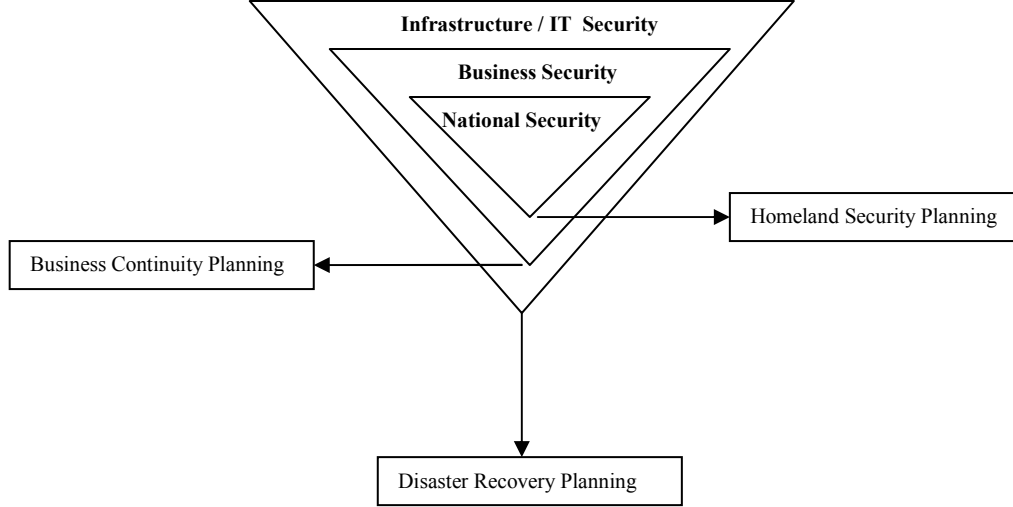 Infrastructure / IT  Security
Business Security
National Security
Homeland Security Planning
Business Continuity Planning
Disaster Recovery Planning